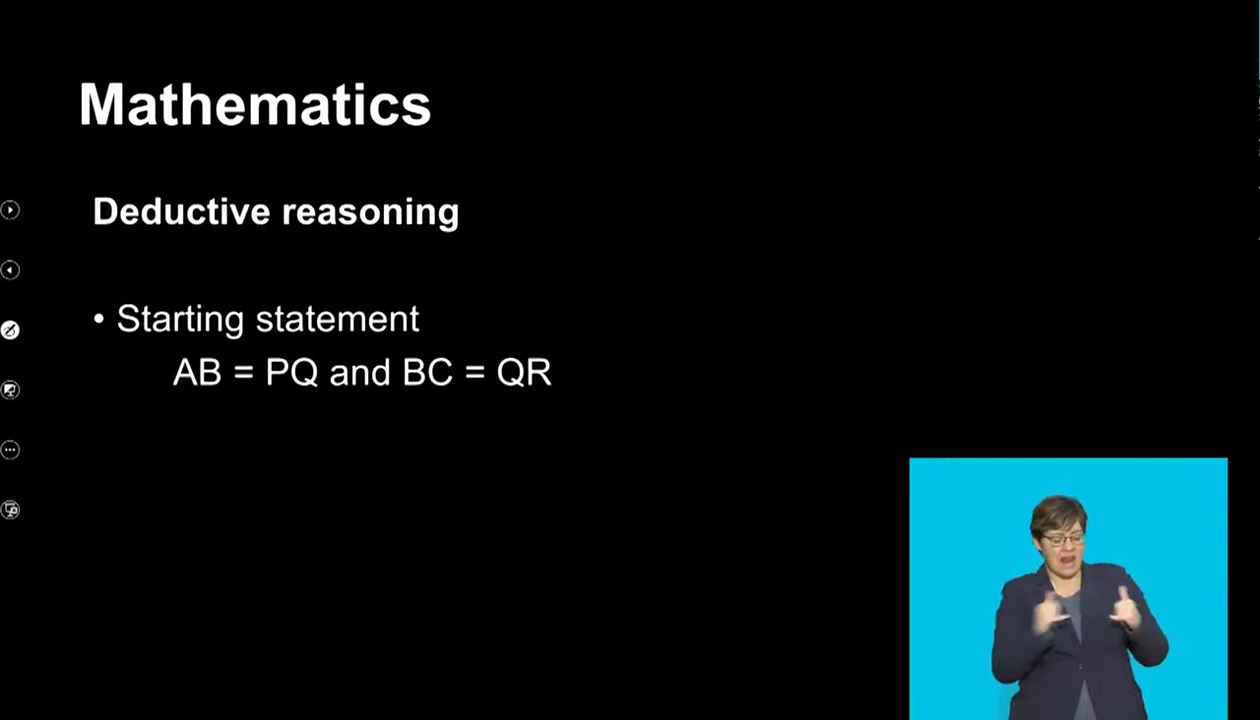 Mathematics
Deductive reasoning
• Starting statement
AB = PQ and BC = QR